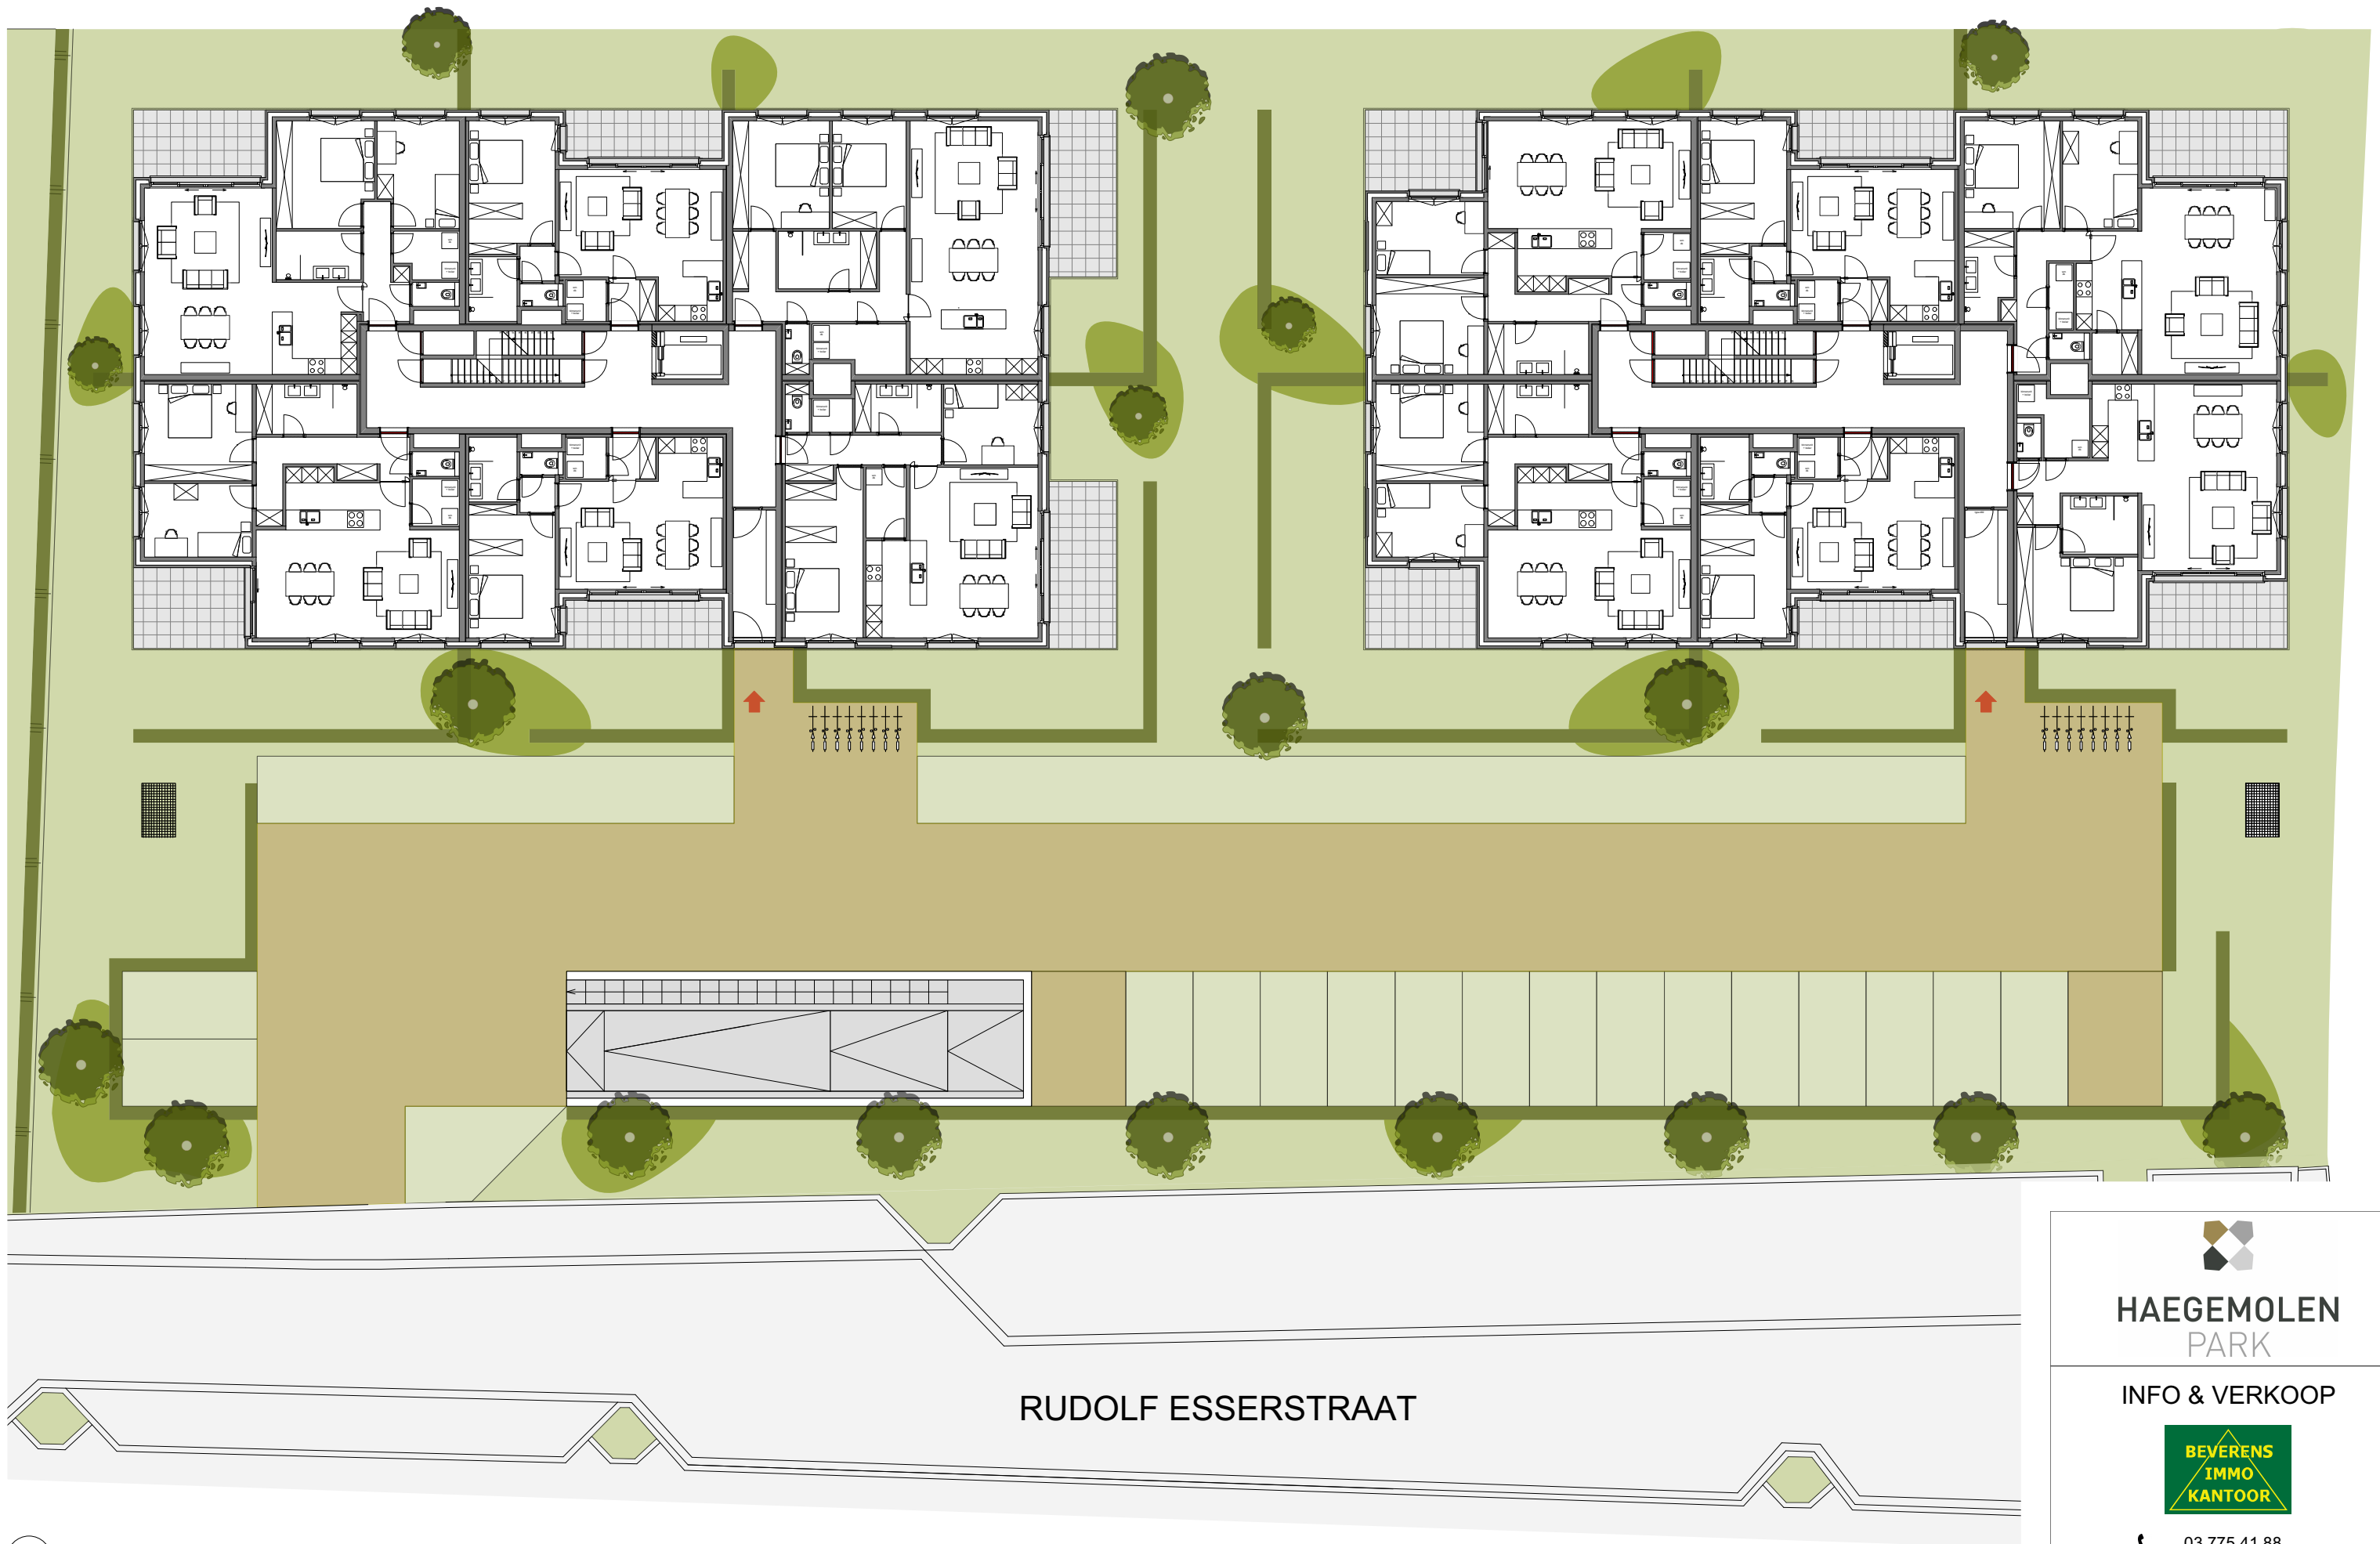 RUDOLF ESSERSTRAAT
HAEGEMOLEN
PARK
INFO & VERKOOP
BEVERENS
IMMO
KANTOOR
03 775 41 88